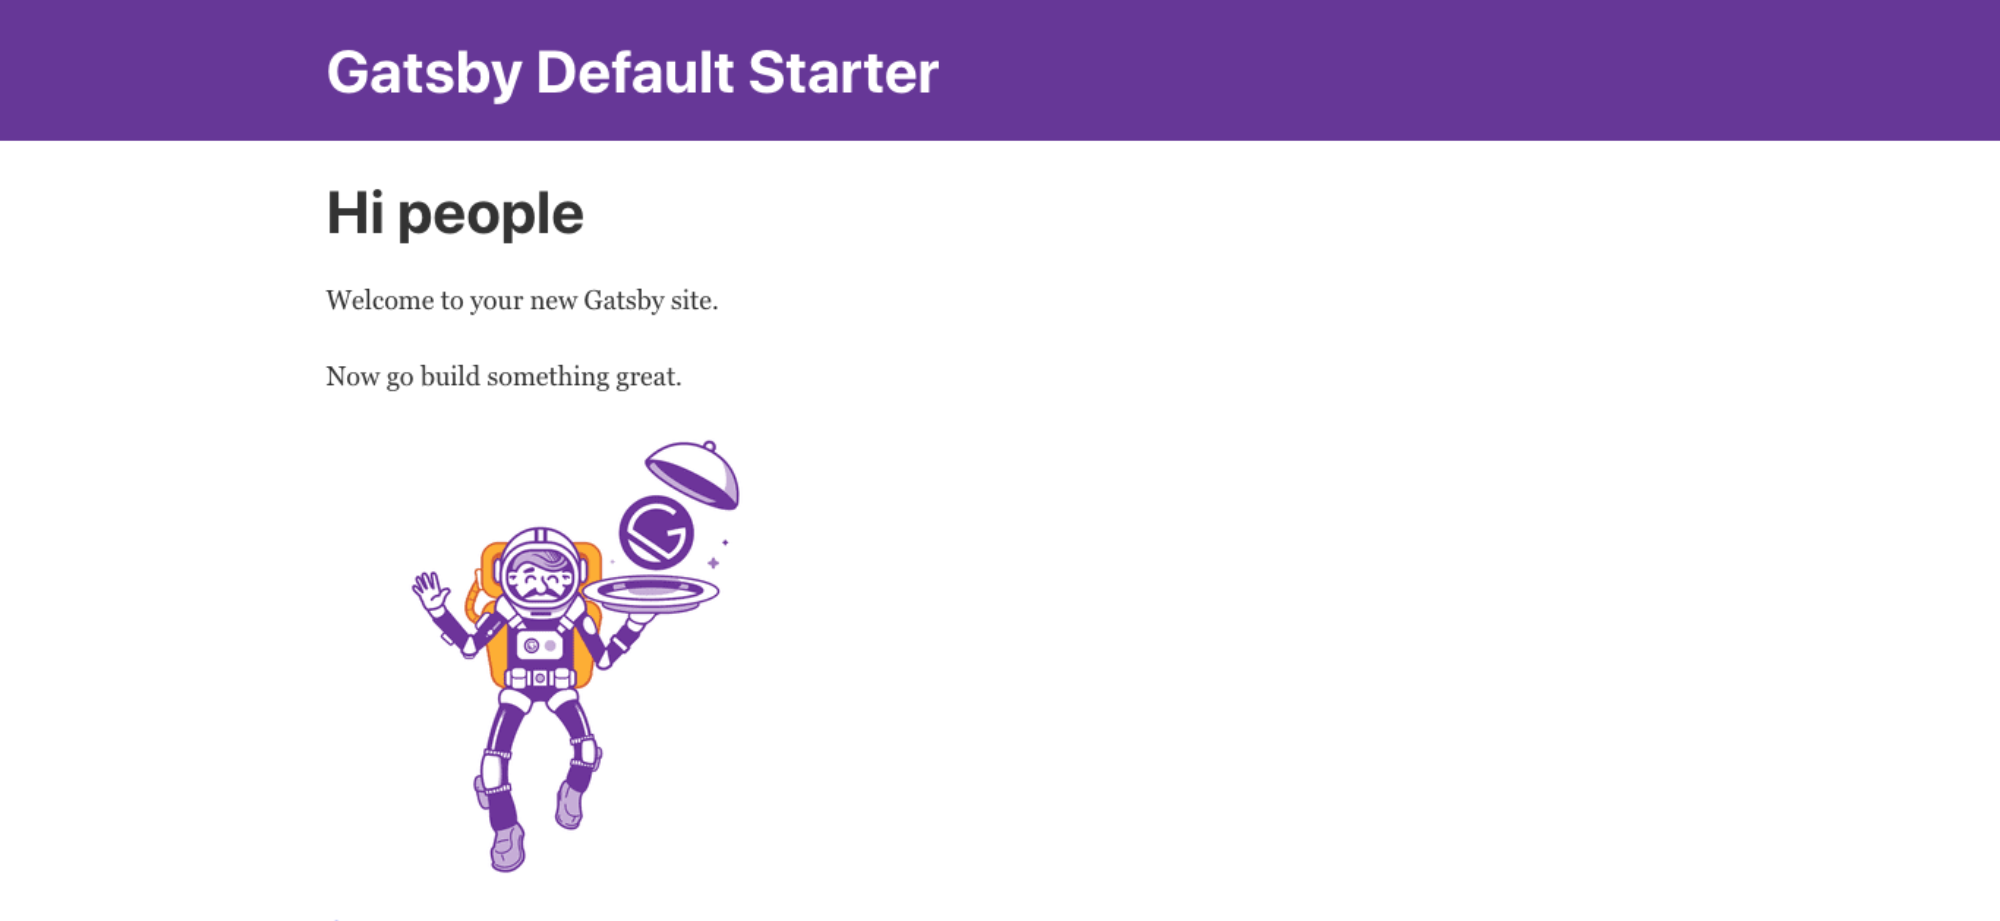 Gatsby Default Starter
Hi people
Welcome to your new Gatsby site.
Now go build something great.